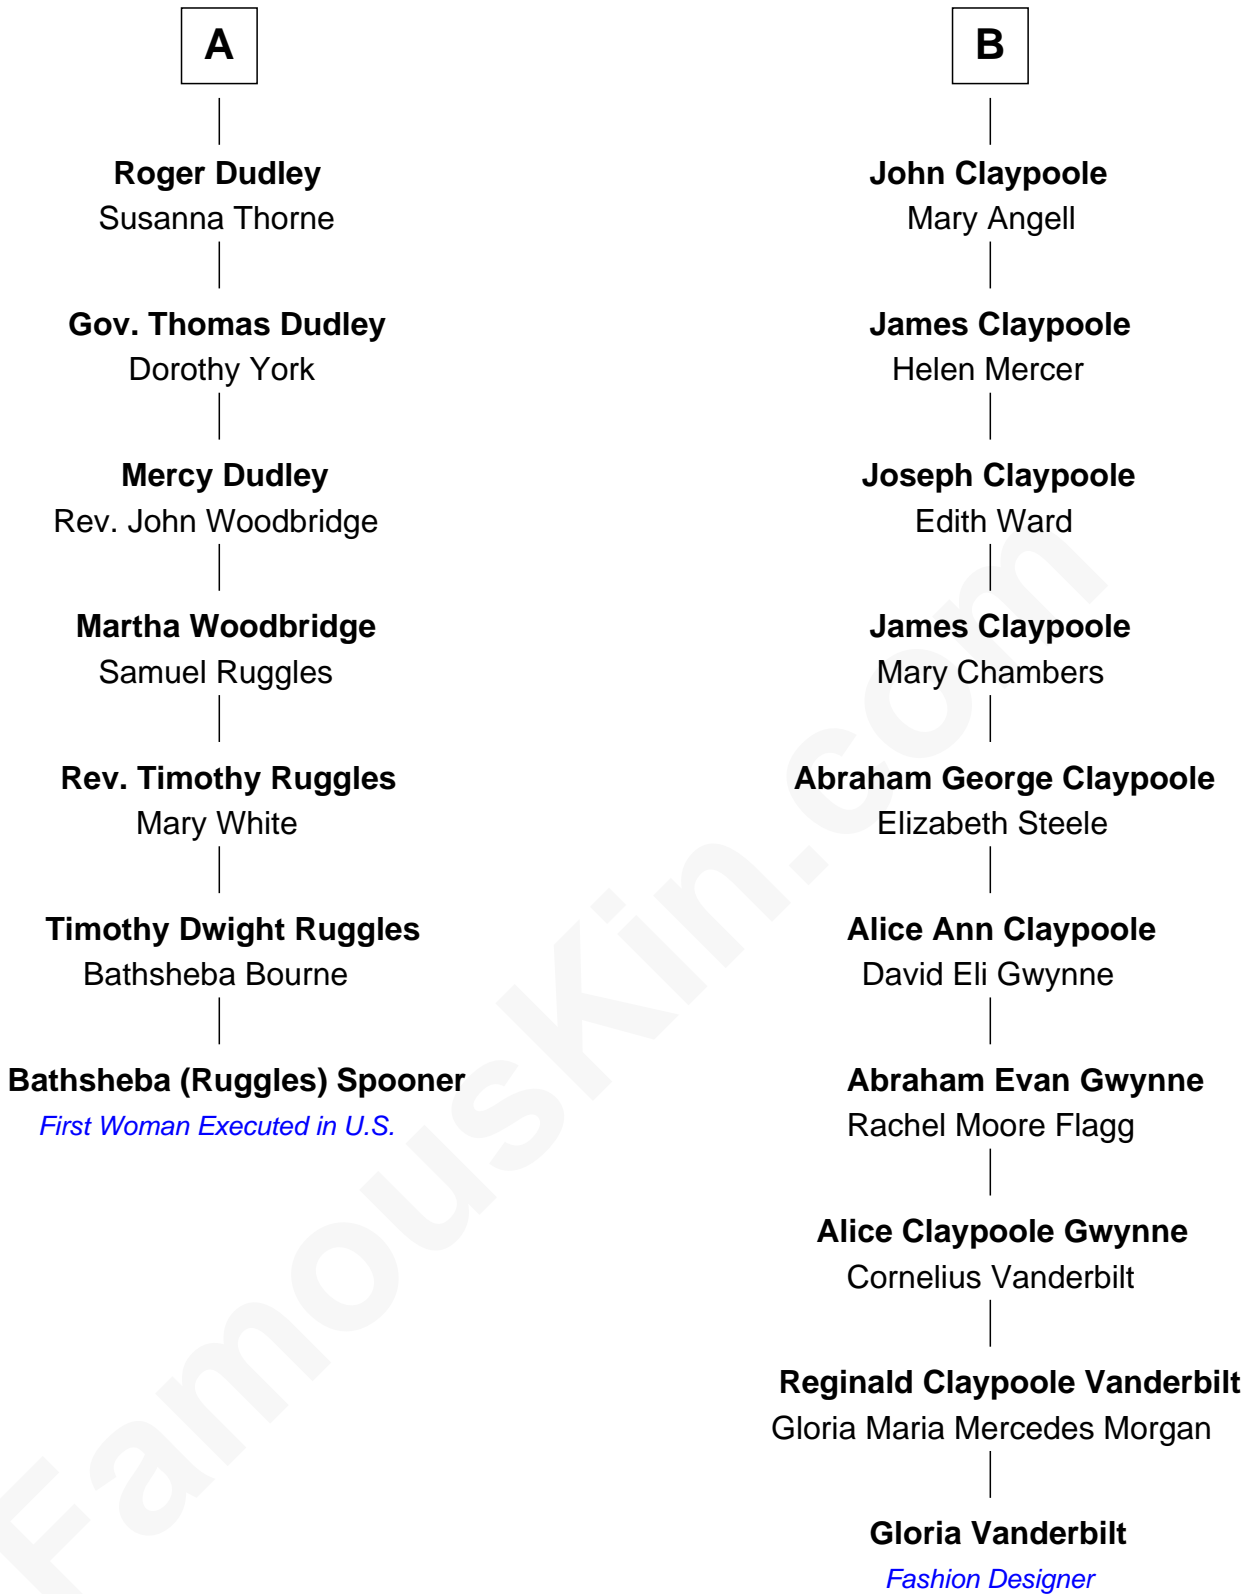 A
Roger Dudley
Susanna Thorne
Gov. Thomas Dudley
Dorothy York
Mercy Dudley
Rev. John Woodbridge
Martha Woodbridge
Samuel Ruggles
Rev. Timothy Ruggles
Mary White
Timothy Dwight Ruggles
Bathsheba Bourne
Bathsheba (Ruggles) Spooner
First Woman Executed in U.S.
B
John Claypoole
Mary Angell
James Claypoole
Helen Mercer
Joseph Claypoole
Edith Ward
James Claypoole
Mary Chambers
Abraham George Claypoole
Elizabeth Steele
Alice Ann Claypoole
David Eli Gwynne
Abraham Evan Gwynne
Rachel Moore Flagg
Alice Claypoole Gwynne
Cornelius Vanderbilt
Reginald Claypoole Vanderbilt
Gloria Maria Mercedes Morgan
Gloria Vanderbilt
Fashion Designer
FamousKin.com